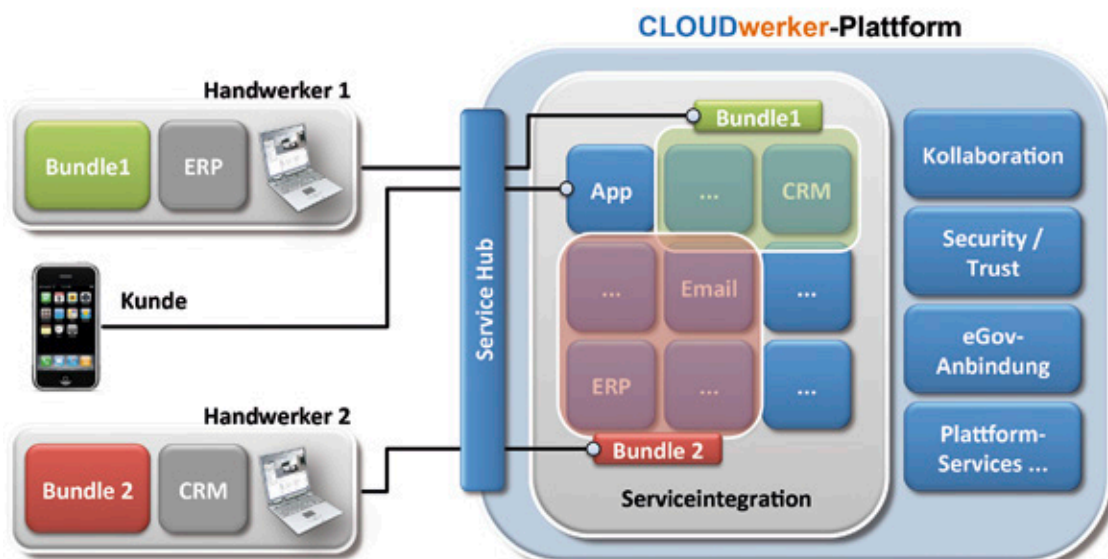 CLOUDwerker-Plattform
Handwerker 1
Bundle1
ERP
Kunde
Handwerker 2
Bundle 2
CRM
Service Hub
Bundle1
App
...
CRM
...
Email
...
ERP
...
...
Bundle 2
Serviceintegration
Kollaboration
Security /
Trust
eGov-
Anbindung
Plattform-
Services ...